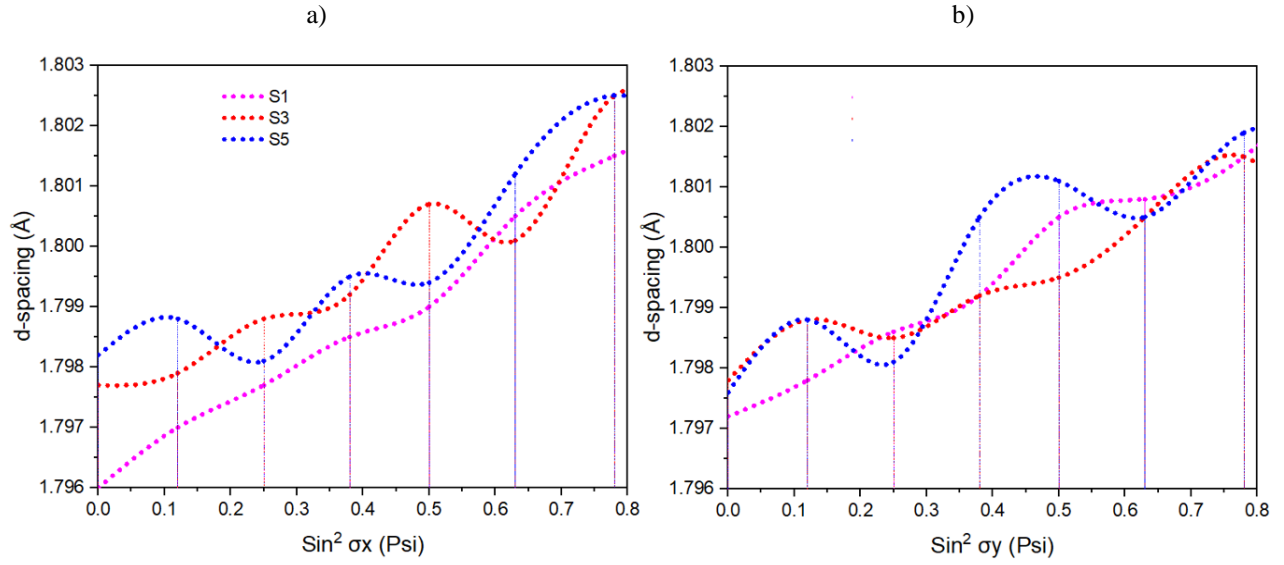 a)
1.803
1.802
1.801
1.800
1.799
1.798
1.797
1.796
d-spacing (Å)
S1
S3
S5
0.0 0.1 0.2 0.3 0.4 0.5 0.6 0.7 0.8
Sin² σx (Psi)
b)
1.803
1.802
1.801
1.800
1.799
1.798
1.797
1.796
d-spacing (Å)
0.0 0.1 0.2 0.3 0.4 0.5 0.6 0.7 0.8
Sin² σy (Psi)